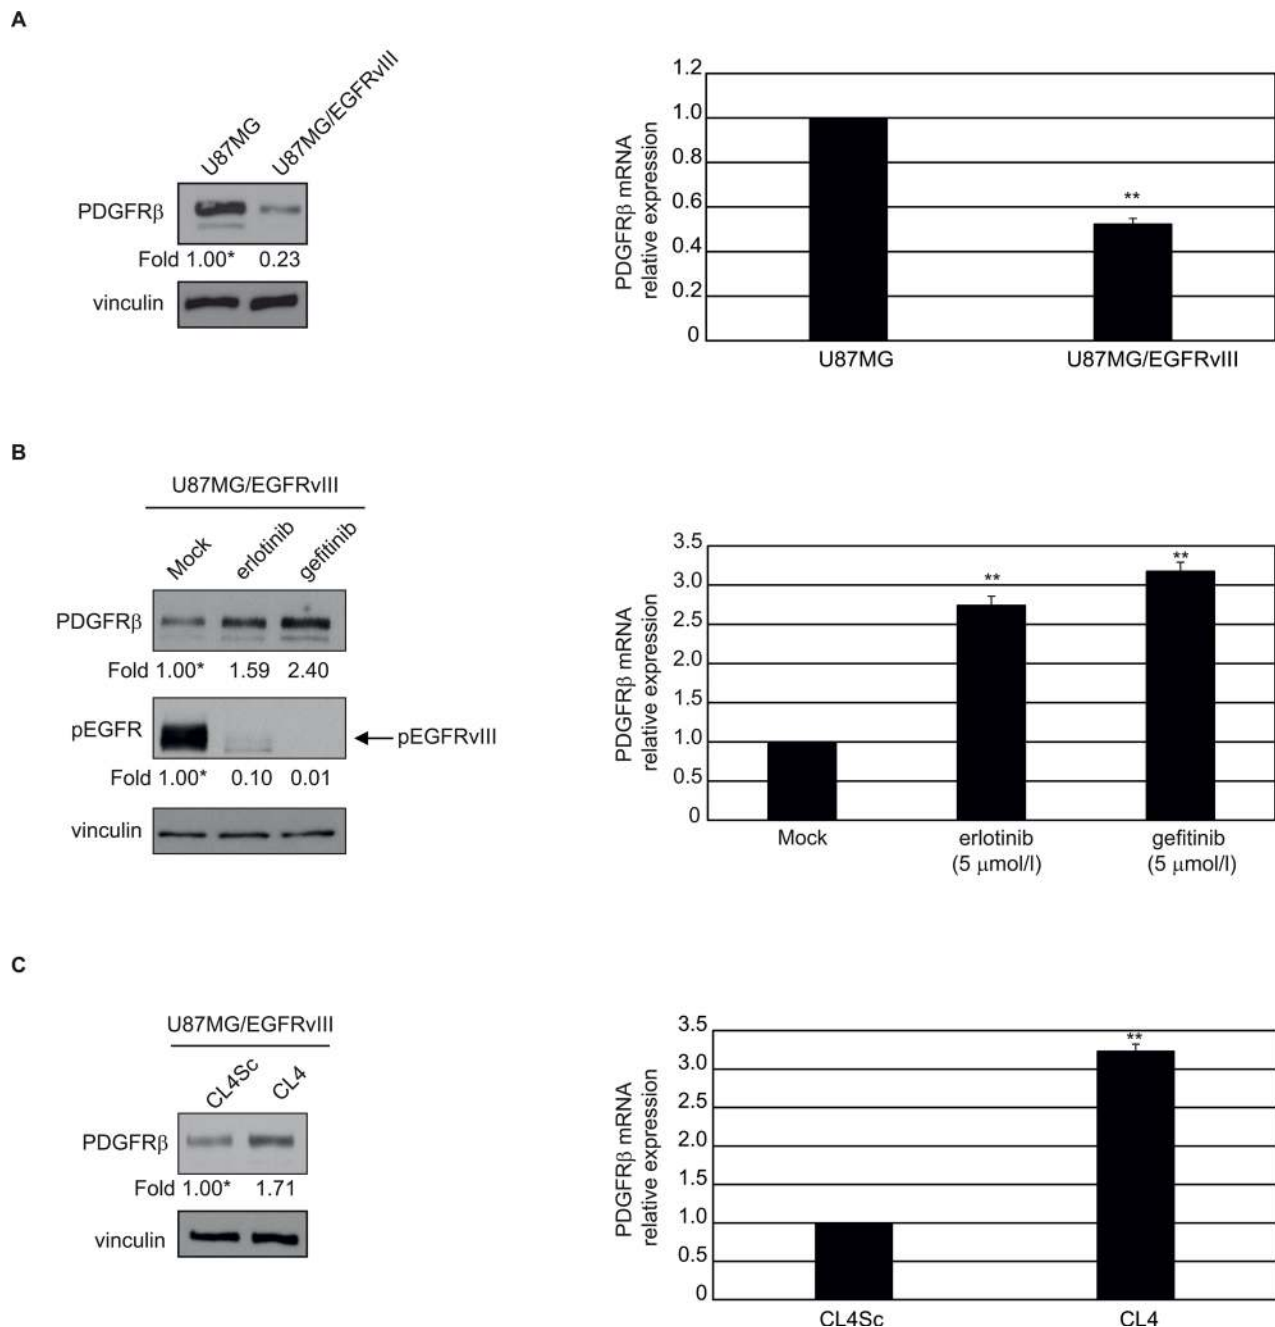 A
U87MG
U87MG/EGFRvIII
PDGFRβ
Fold 1.00* 0.23
vinculin
PDGFRβ mRNA
relative expression
1.2
1.0
0.8
0.6
0.4
0.2
0
**
U87MG
U87MG/EGFRvIII
B
U87MG/EGFRvIII
Mock
erlotinib
gefitinib
PDGFRβ
Fold 1.00* 1.59 2.40
pEGFR
pEGFRvIII
Fold 1.00* 0.10 0.01
vinculin
PDGFRβ mRNA
relative expression
3.5
3.0
2.5
2.0
1.5
1.0
0.5
0
**
**
Mock
erlotinib
(5 μmol/l)
gefitinib
(5 μmol/l)
C
U87MG/EGFRvIII
CL4Sc
CL4
PDGFRβ
Fold 1.00* 1.71
vinculin
PDGFRβ mRNA
relative expression
3.5
3.0
2.5
2.0
1.5
1.0
0.5
0
**
CL4Sc
CL4